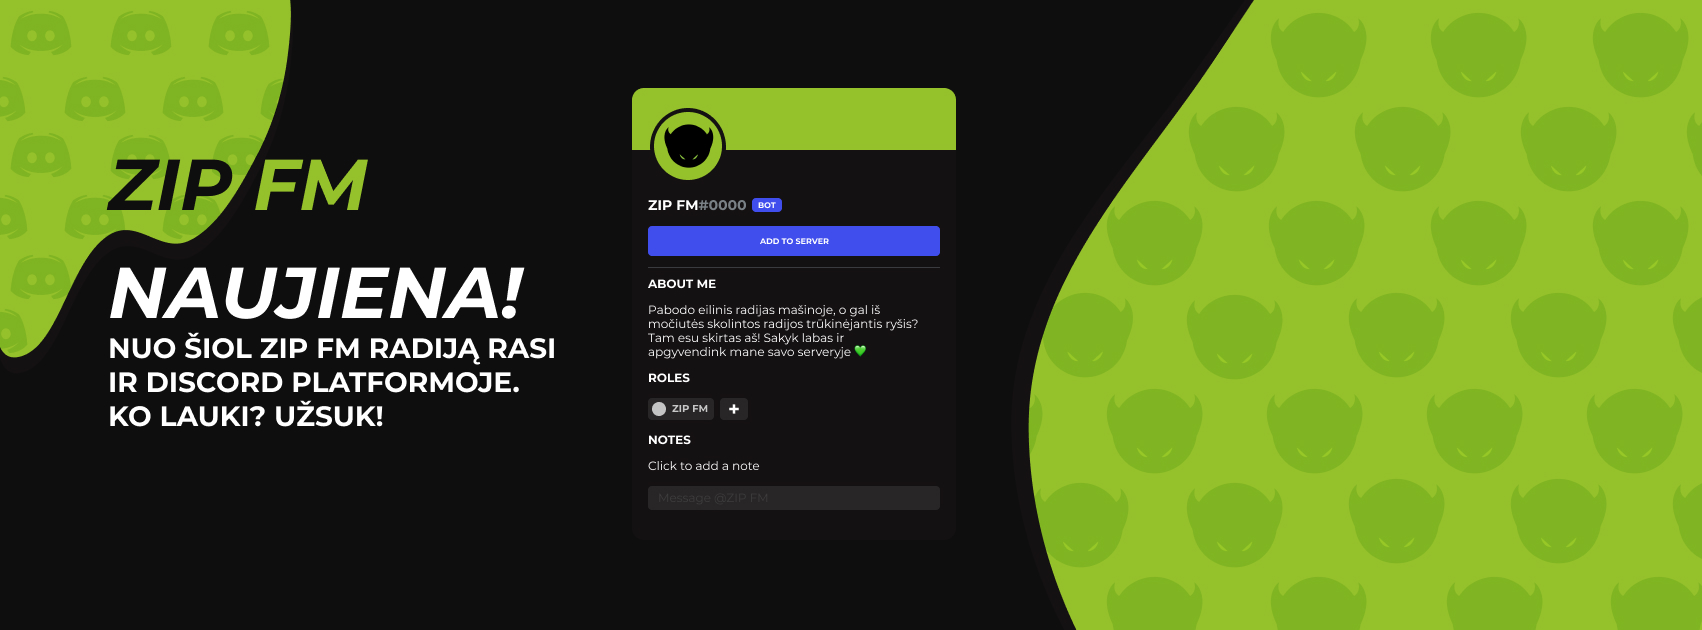 ZIP FM
NAUJIENA!
NUO ŠIOL ZIP FM RADIJĄ RASI
IR DISCORD PLATFORMOJE.
KO LAUKI? UŽSUK!
ZIP FM#0000 BOT
ADD TO SERVER
ABOUT ME
Pabodo eilinis radijas mašinoje, o gal iš
močiutės skolintos radijos trūkinėjantis ryšis?
Tam esu skirtas aš! Sakyk labas ir
apgyvendink mane savo serveryje 💚
ROLES
ZIP FM +
NOTES
Click to add a note
Message @ZIP FM